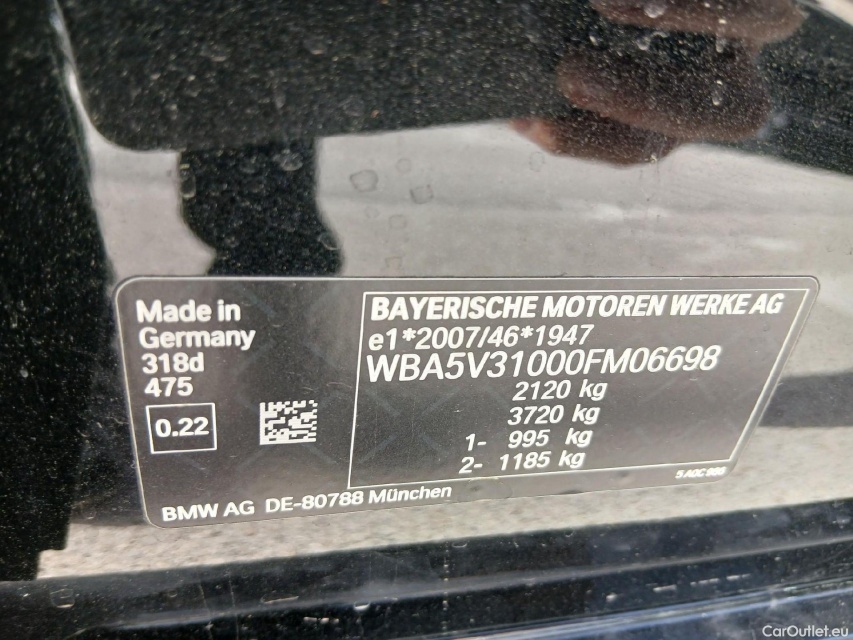 Made in
Germany
318d
475
0.22
BAYERISCHE MOTOREN WERKE AG
e1*2007/46*1947
WBA5V31000FM06698
2120 kg
3720 kg
1- 995 kg
2- 1185 kg
BMW AG DE-80788 München
CarOutlet.eu